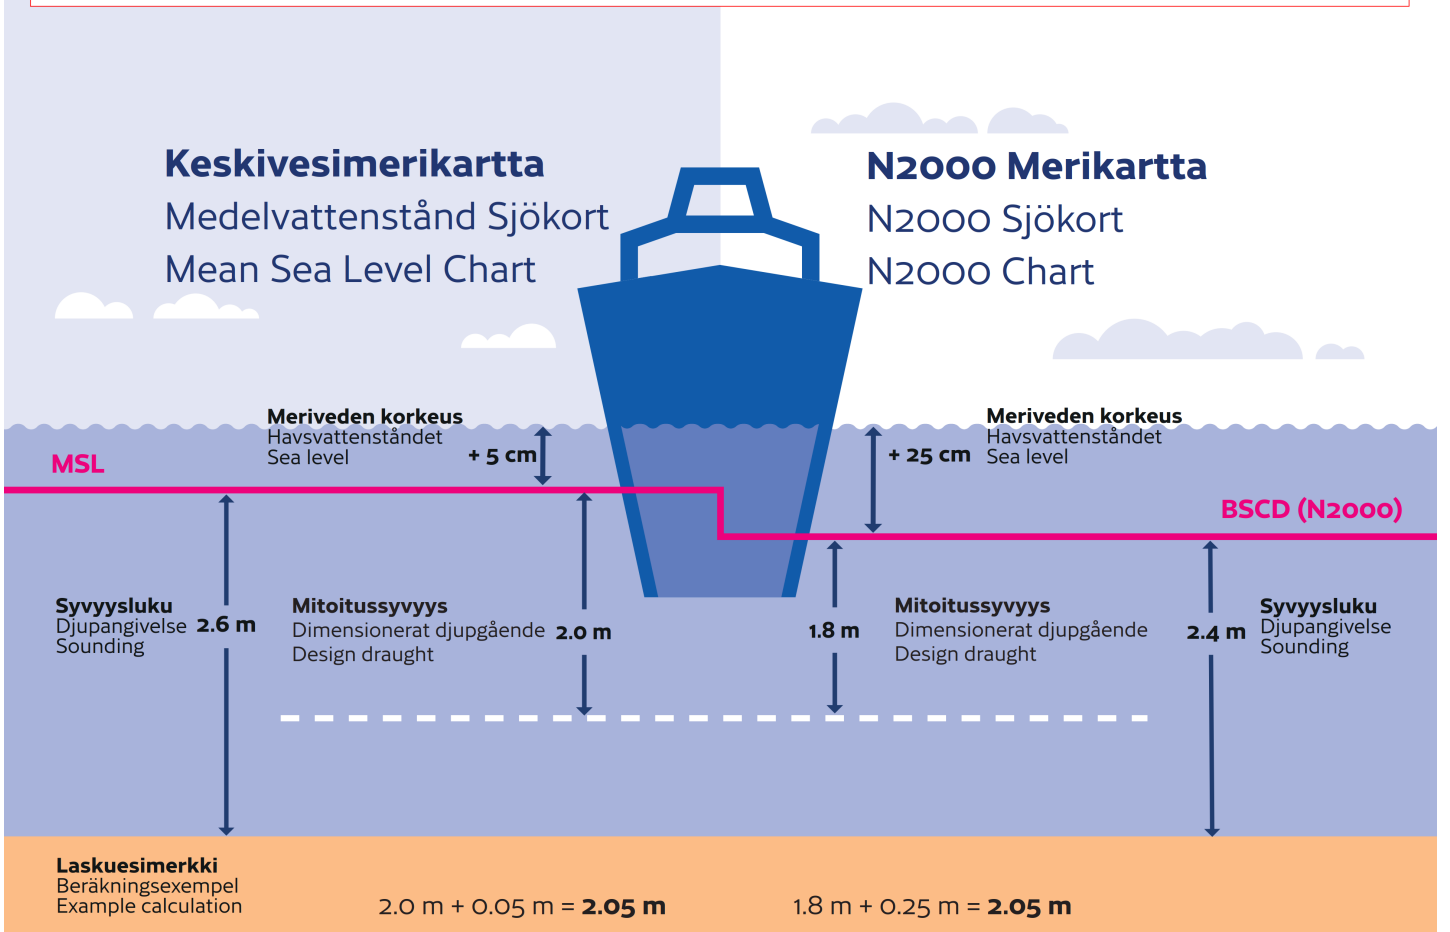 Keskivesimerikartta
Medelvattenstånd Sjökort
Mean Sea Level Chart
N2000 Merikartta
N2000 Sjökort
N2000 Chart
Meriveden korkeus
Havsvattenståndet
Sea level
+ 5 cm
+ 25 cm
Meriveden korkeus
Havsvattenståndet
Sea level
MSL
BSCD (N2000)
Syvyysluku
Djupangivelse
Sounding
2.6 m
Mitoitussyvyys
Dimensionerat djupgående
Design draught
2.0 m
1.8 m
Mitoitussyvyys
Dimensionerat djupgående
Design draught
2.4 m
Syvyysluku
Djupangivelse
Sounding
Laskuesimerkki
Beräkningsexempel
Example calculation
2.0 m + 0.05 m = 2.05 m
1.8 m + 0.25 m = 2.05 m